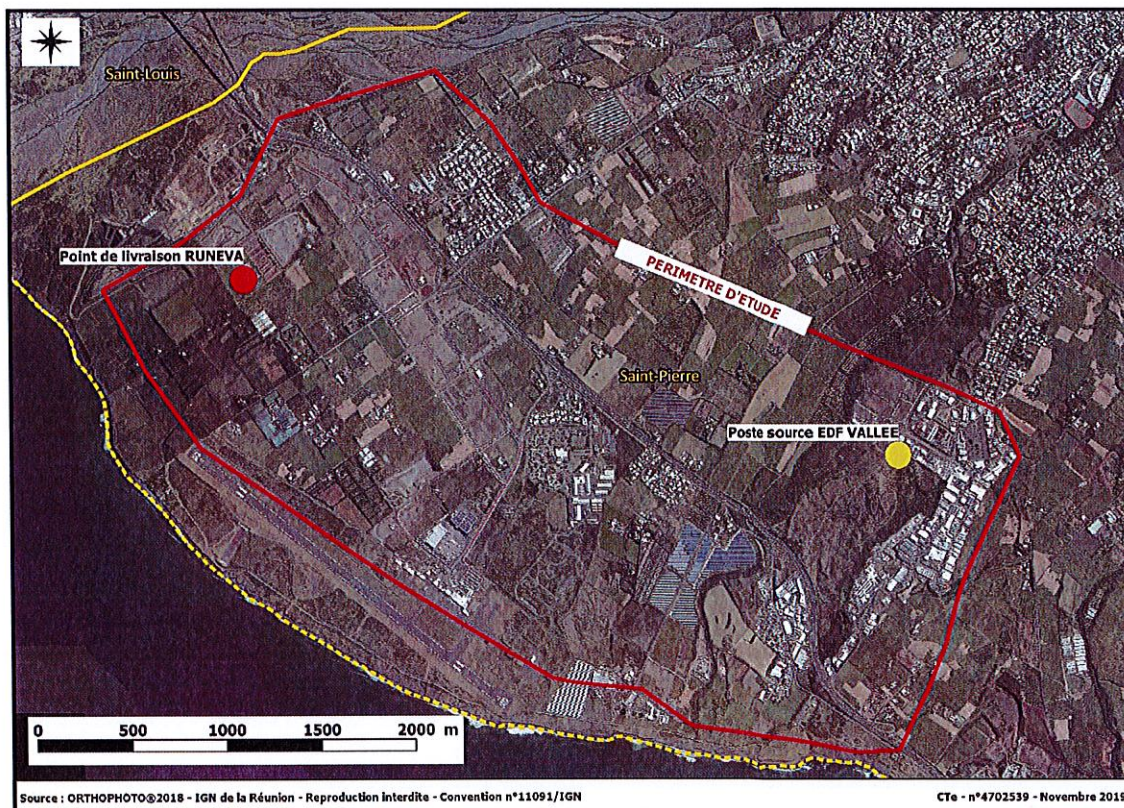 Saint-Louis
Point de livraison RUNEVA
PERIMETRE D'ETUDE
Saint-Pierre
Poste source EDF VALLEE
0 500 1000 1500 2000 m
Source : ORTHOPHOTO®2018 - IGN de la Réunion - Reproduction interdite - Convention n°11091/IGN
CTe - n°4702539 - Novembre 2019